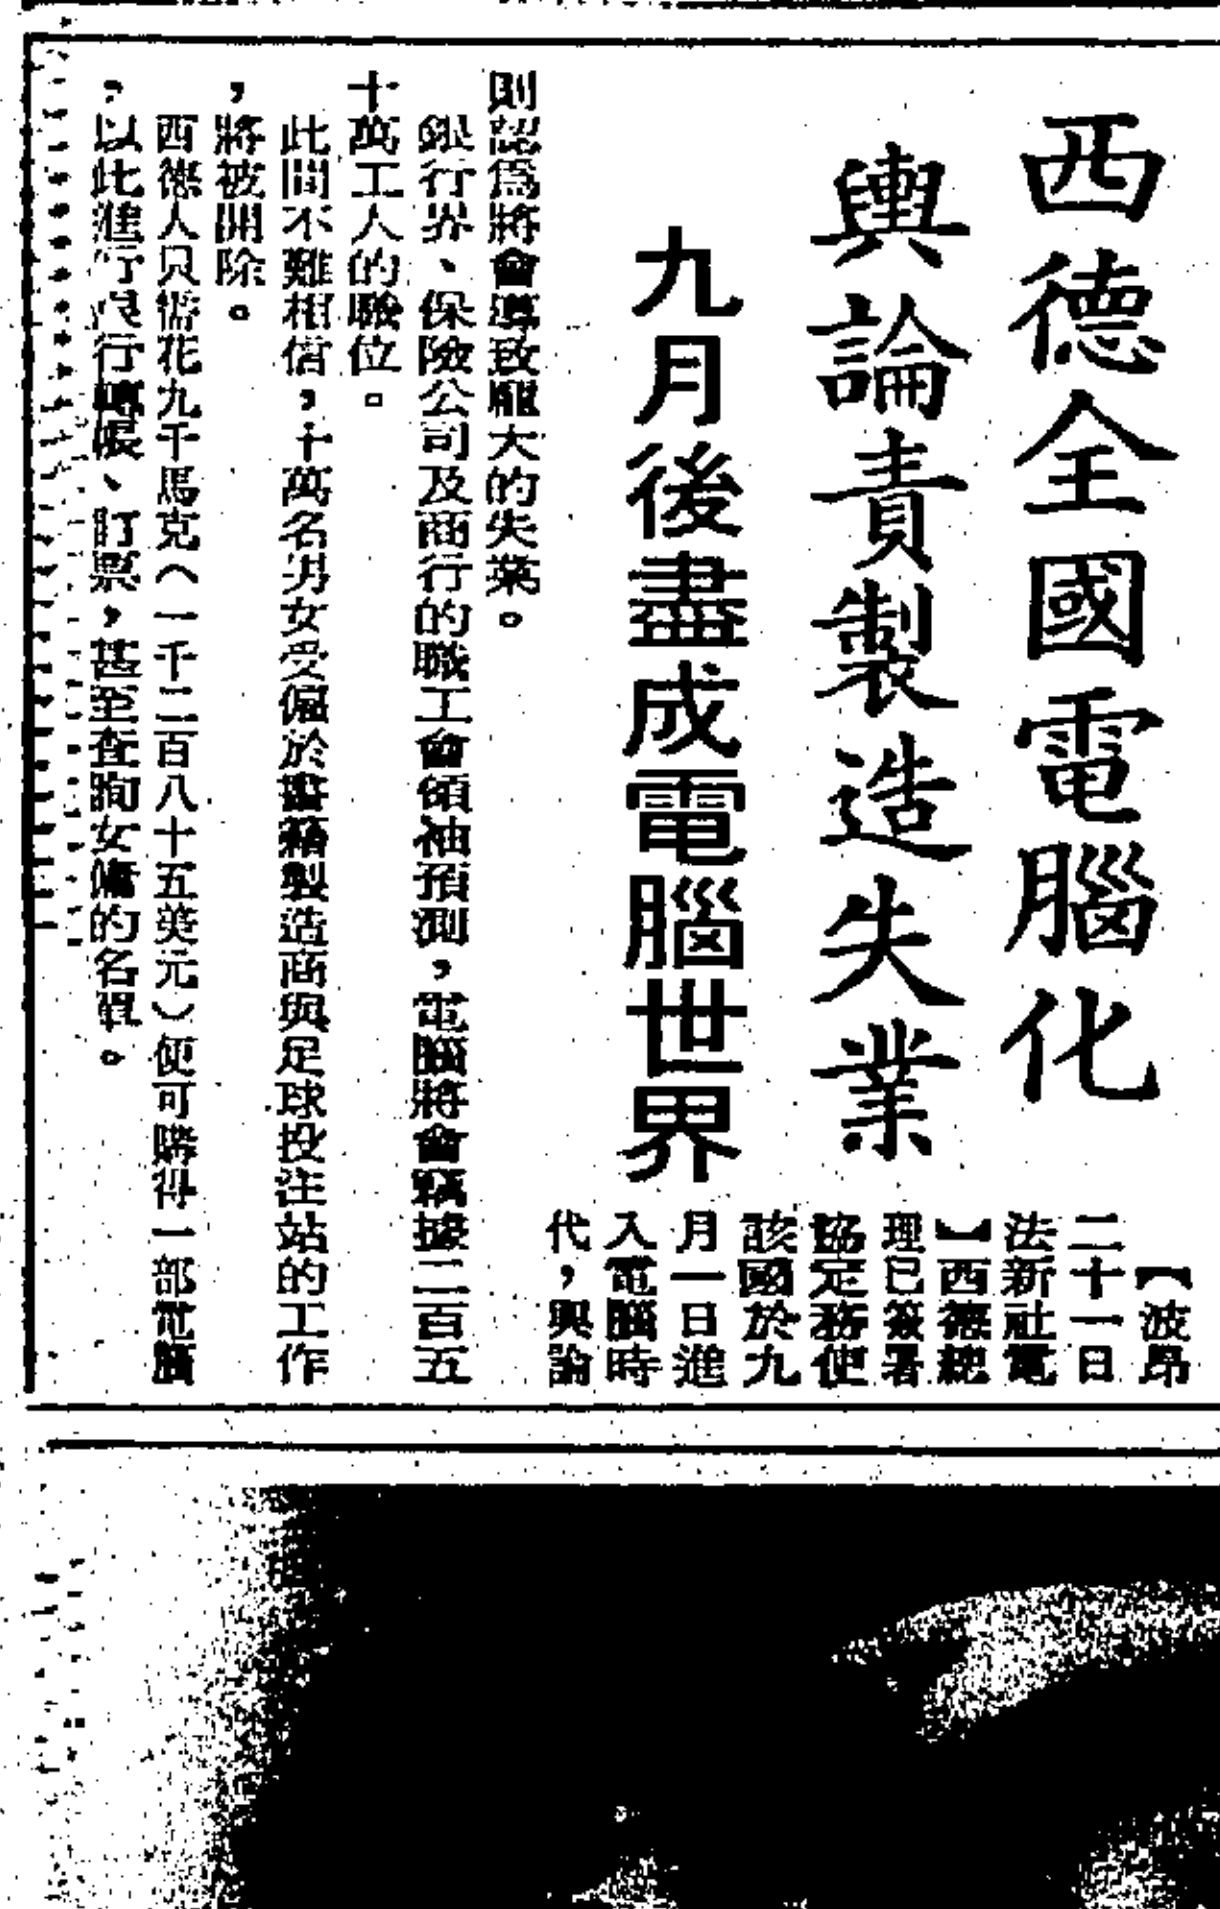 西德全國電腦化
輿論責製造失業
九月後盡成電腦世界
【波昂
二十一日
法新社電
】西德總
理已簽署
協定務使
該國於九
月一日進
入電腦時
代，輿論
則認爲將會導致龐大的失業。
銀行界、保險公司及商行的職工會領袖預測，電腦將會竊據二百五
十萬工人的職位。
此間不難相信，十萬名男女受僱於書籍製造商與足球投注站的工作
，將被開除。
西德人只需花九千馬克（一千二百八十五美元）便可購得一部電腦
，以此進行銀行轉賬、訂票，甚至查詢女傭的名單。